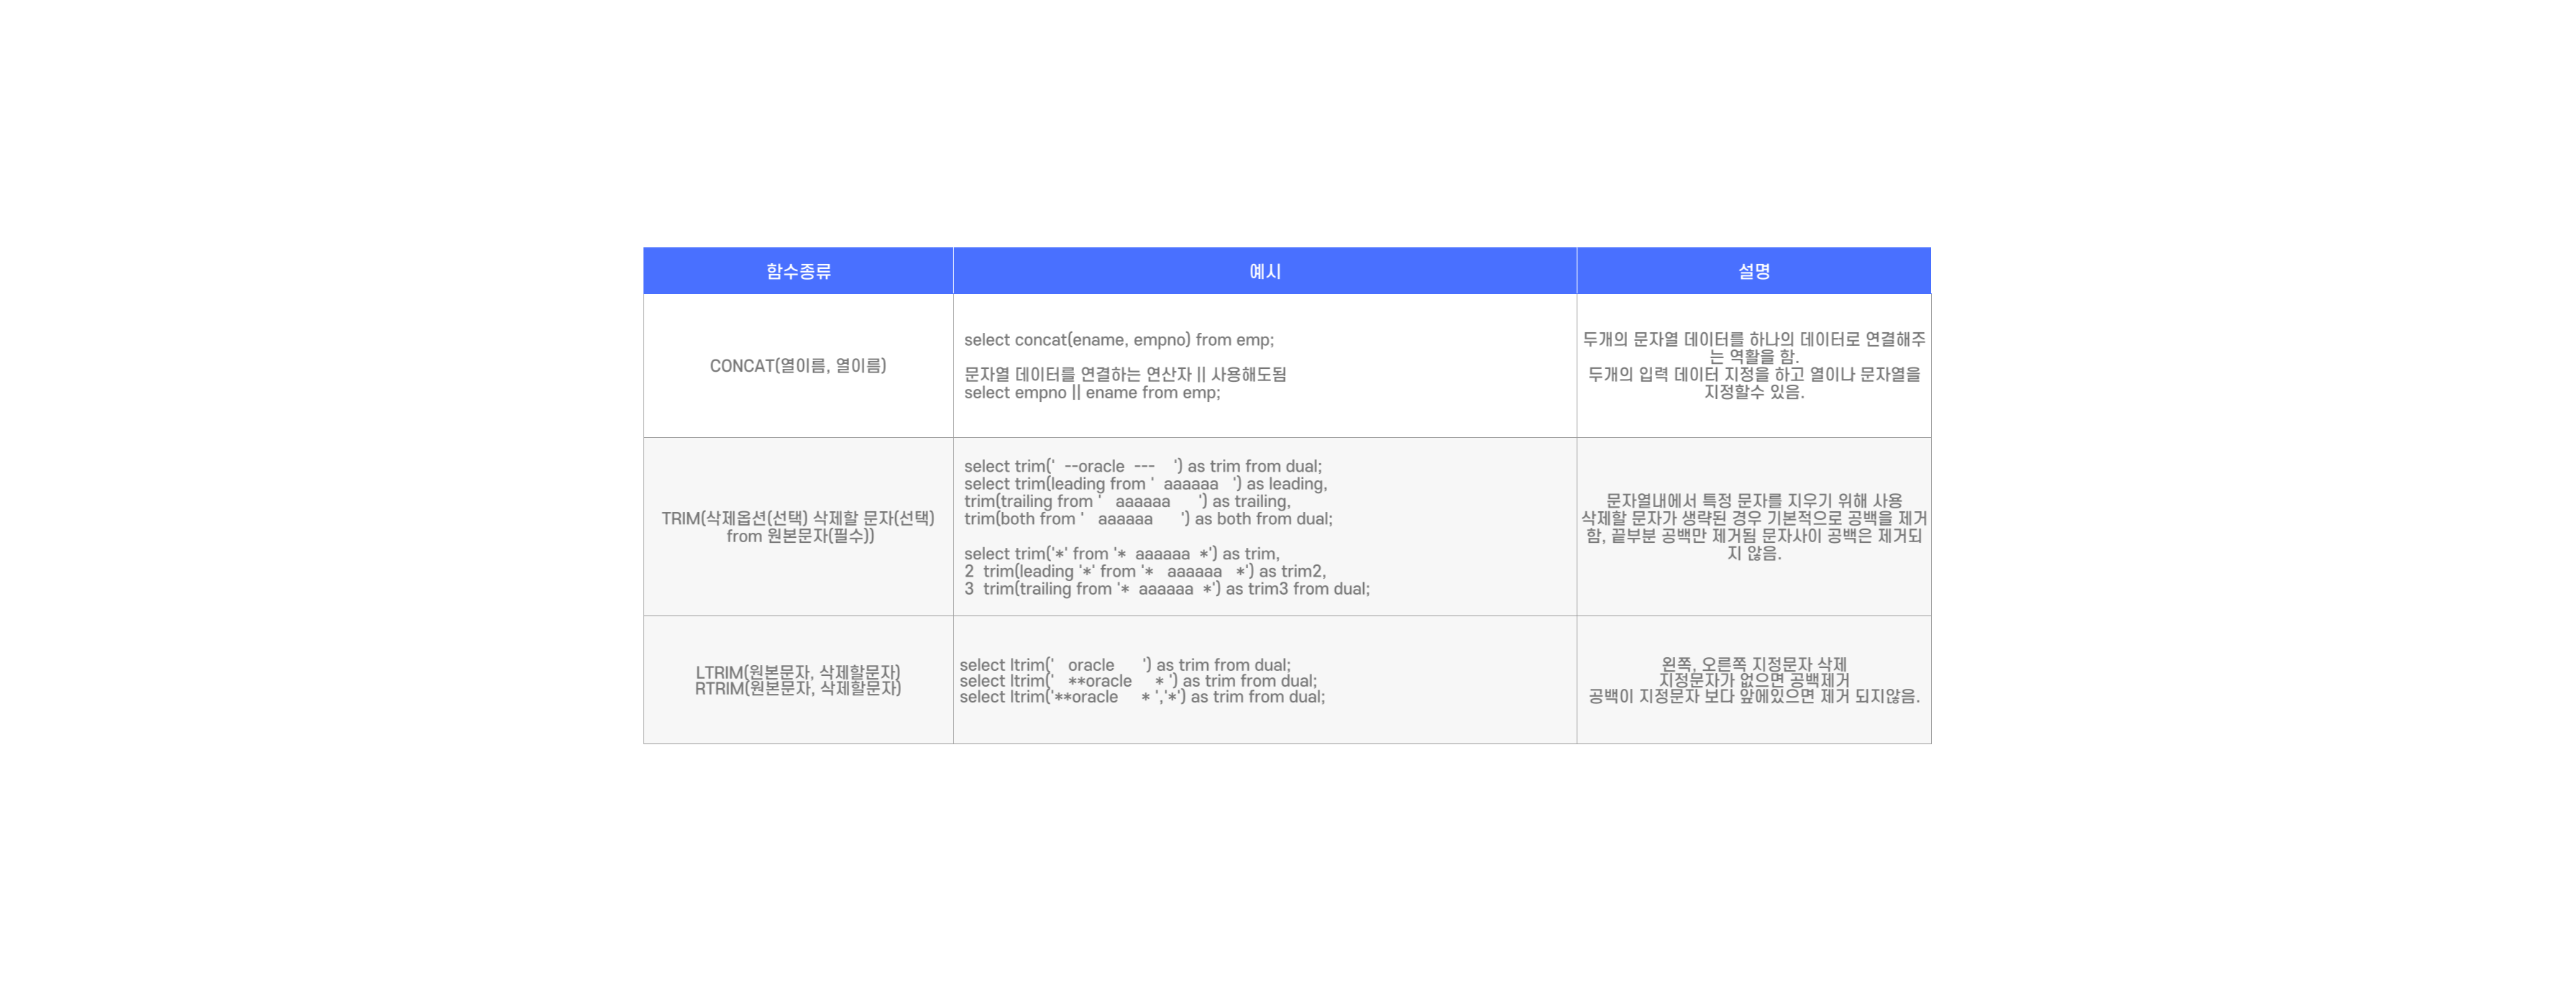 함수종류
예시
설명
CONCAT(열이름, 열이름)
select concat(ename, empno) from emp;
문자열 데이터를 연결하는 연산자 || 사용해도됨
select empno || ename from emp;
두개의 문자열 데이터를 하나의 데이터로 연결해주
는 역활을 함.
두개의 입력 데이터 지정을 하고 열이나 문자열을
지정할수 있음.
TRIM(삭제옵션(선택) 삭제할 문자(선택)
from 원본문자(필수))
select trim('  --oracle  ---    ') as trim from dual;
select trim(leading from '  aaaaaa   ') as leading,
trim(trailing from '   aaaaaa      ') as trailing,
trim(both from '   aaaaaa      ') as both from dual;
select trim('*' from '*  aaaaaa  *') as trim,
2  trim(leading '*' from '*   aaaaaa   *') as trim2,
3  trim(trailing from '*  aaaaaa  *') as trim3 from dual;
문자열내에서 특정 문자를 지우기 위해 사용
삭제할 문자가 생략된 경우 기본적으로 공백을 제거
함, 끝부분 공백만 제거됨 문자사이 공백은 제거되
지 않음.
LTRIM(원본문자, 삭제할문자)
RTRIM(원본문자, 삭제할문자)
select ltrim('   oracle      ') as trim from dual;
select ltrim('   **oracle     * ') as trim from dual;
select ltrim('**oracle     * ','*') as trim from dual;
왼쪽, 오른쪽 지정문자 삭제
지정문자가 없으면 공백제거
공백이 지정문자 보다 앞에있으면 제거 되지않음.